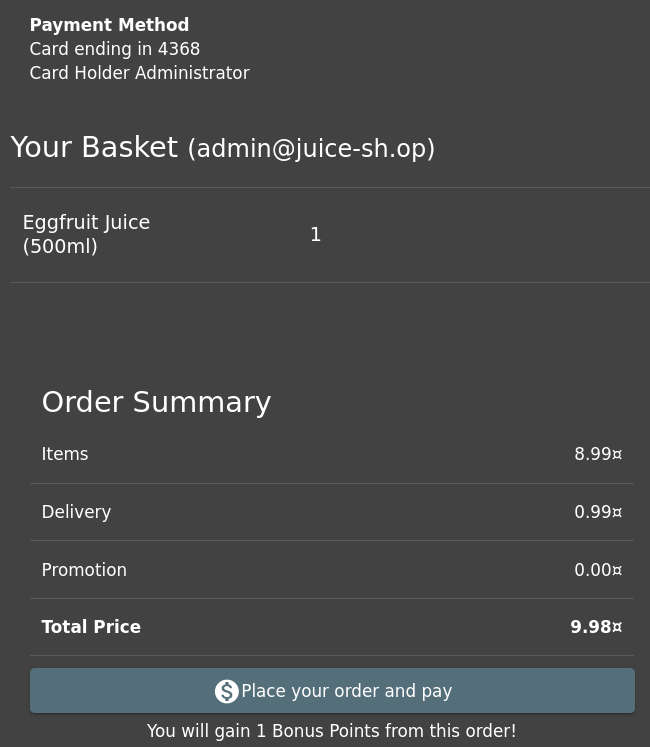 Payment Method
Card ending in 4368
Card Holder Administrator
Your Basket (admin@juice-sh.op)
Eggfruit Juice
(500ml)
1
Order Summary
Items 8.99¤
Delivery 0.99¤
Promotion 0.00¤
Total Price 9.98¤
Place your order and pay
You will gain 1 Bonus Points from this order!